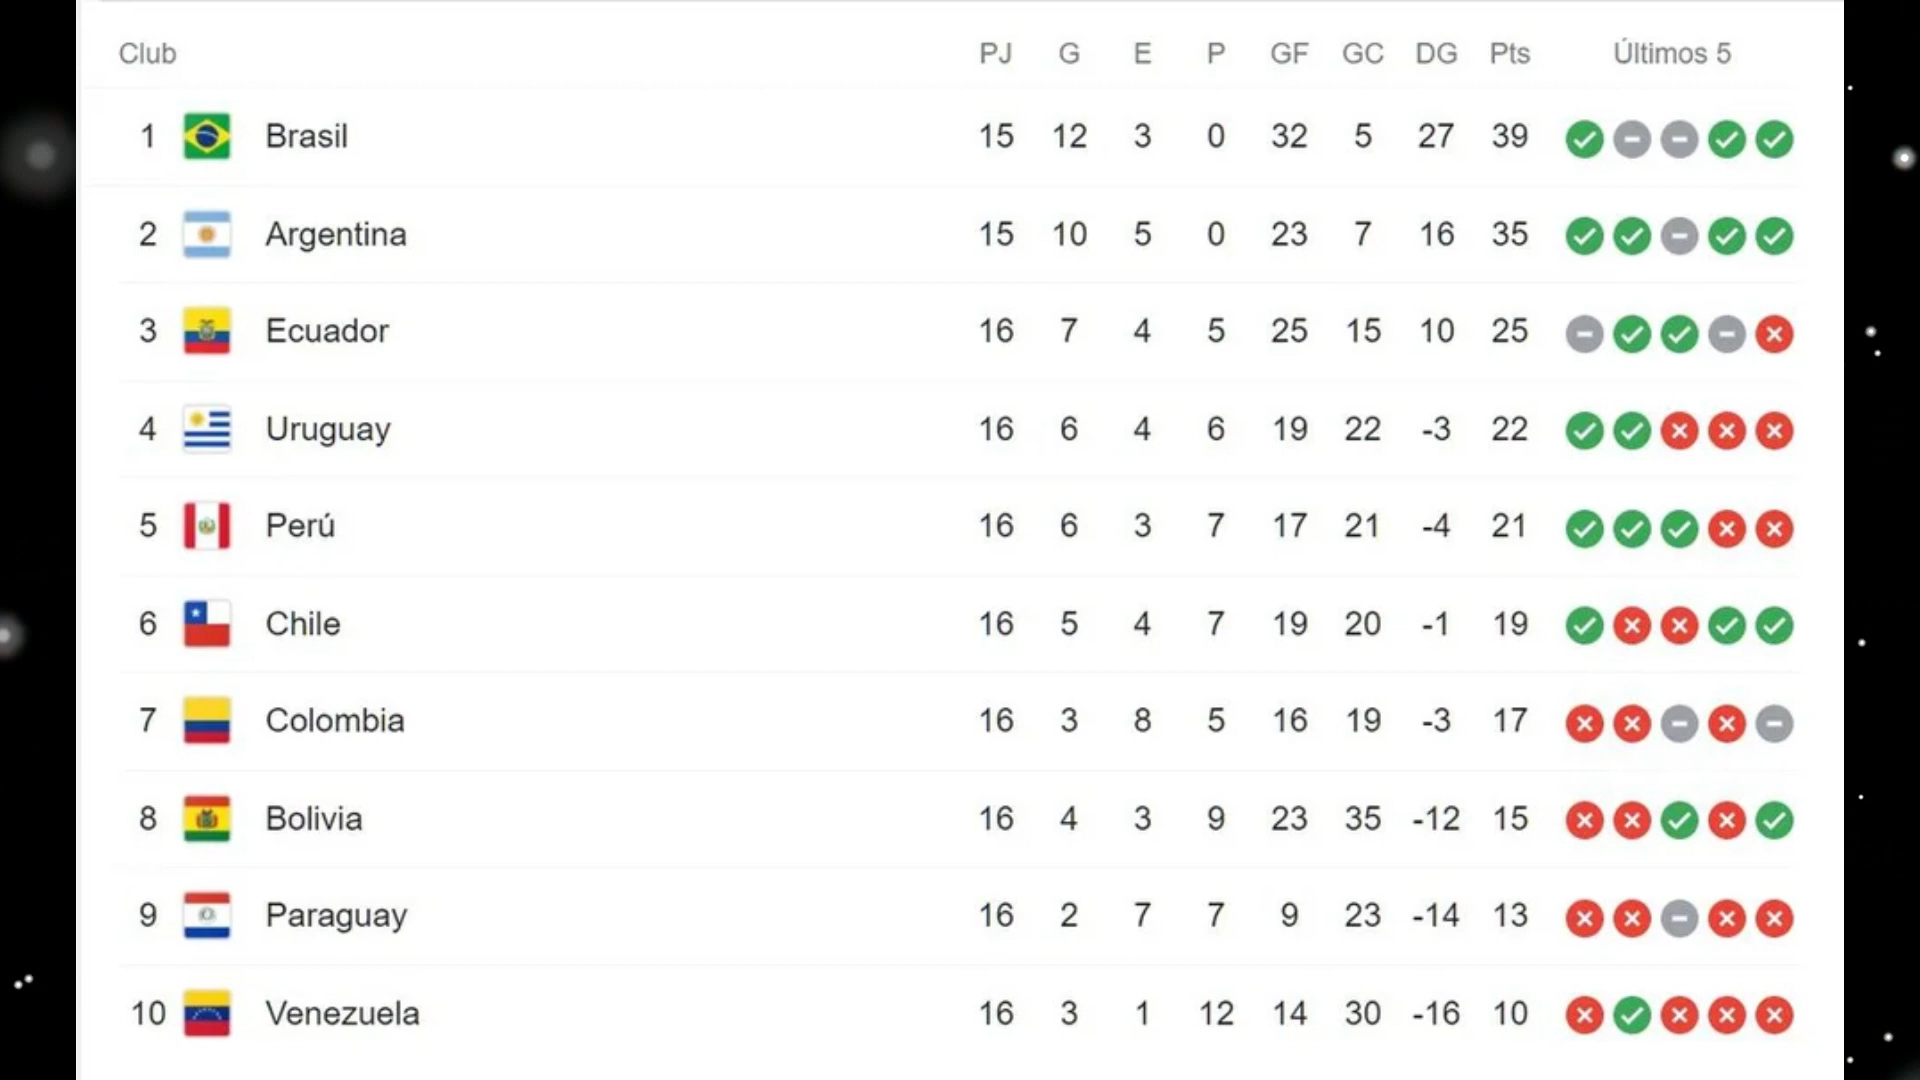 Club PJ G E P GF GC DG Pts Últimos 5
1 Brasil 15 12 3 0 32 5 27 39
2 Argentina 15 10 5 0 23 7 16 35
3 Ecuador 16 7 4 5 25 15 10 25
4 Uruguay 16 6 4 6 19 22 -3 22
5 Perú 16 6 3 7 17 21 -4 21
6 Chile 16 5 4 7 19 20 -1 19
7 Colombia 16 3 8 5 16 19 -3 17
8 Bolivia 16 4 3 9 23 35 -12 15
9 Paraguay 16 2 7 7 9 23 -14 13
10 Venezuela 16 3 1 12 14 30 -16 10